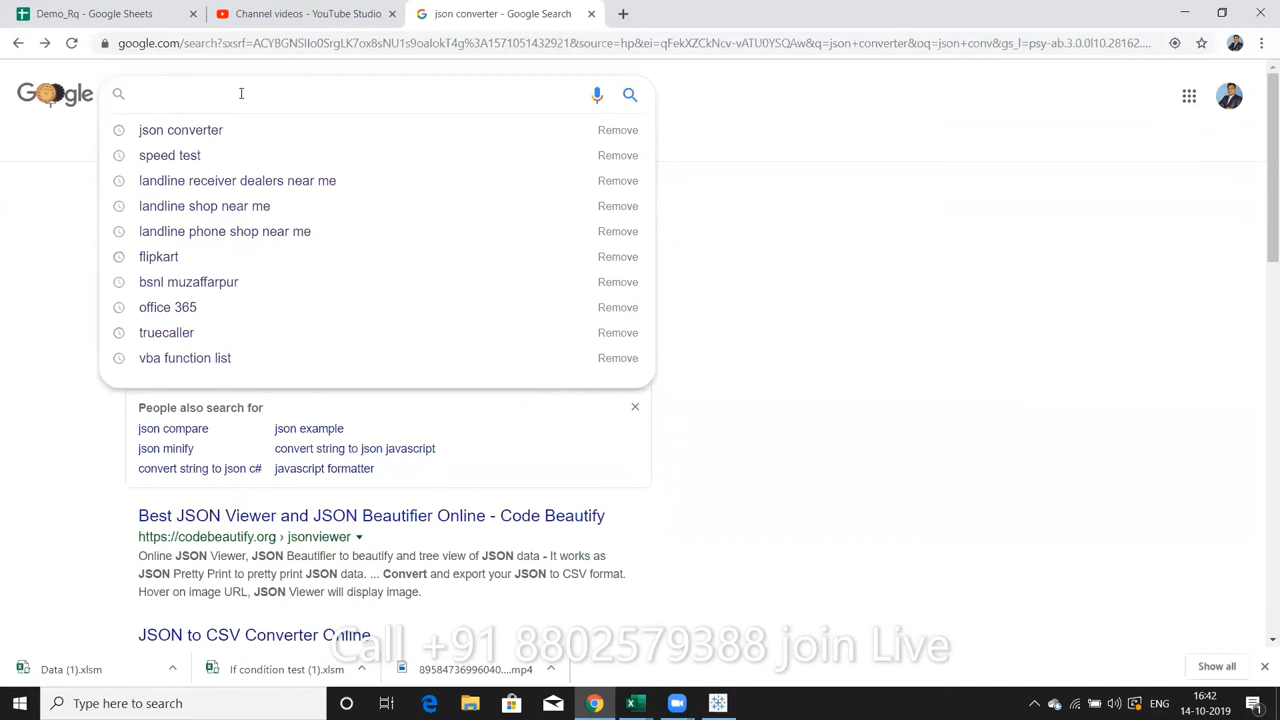 Demo_Rq - Google Sheets
Channel videos - YouTube Studio
json converter - Google Search
google.com/search?sxsrf=ACYBGNSIIo0SrgLK7ox8sNU1s9oaIokT4g%3A1571051432921&source=hp&ei=qFekXZCkNcv-vATU0YSQAw&q=json+converter&oq=json+conv&gs_l=psy-ab.3.0.0l10.28162...
Google
json converter Remove
speed test Remove
landline receiver dealers near me Remove
landline shop near me Remove
landline phone shop near me Remove
flipkart Remove
bsnl muzaffarpur Remove
office 365 Remove
truecaller Remove
vba function list Remove
People also search for
json compare json example
json minify convert string to json javascript
convert string to json c# javascript formatter
Best JSON Viewer and JSON Beautifier Online - Code Beautify
https://codebeautify.org › jsonviewer
Online JSON Viewer, JSON Beautifier to beautify and tree view of JSON data - It works as
JSON Pretty Print to pretty print JSON data. ... Convert and export your JSON to CSV format.
Hover on image URL, JSON Viewer will display image.
JSON to CSV Converter Online
Call +91 8802579388 join Live
Data (1).xlsm
If condition test (1).xlsm
89584736996040....mp4
Show all
Type here to search
ENG
16:42
14-10-2019
1